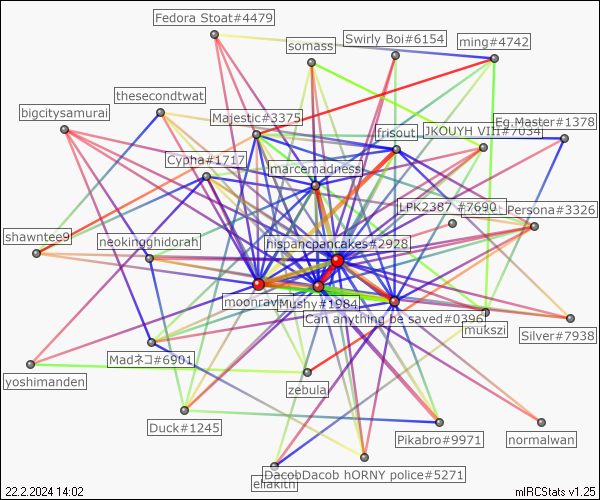 Fedora Stoat#4479
Swirly Boi#6154
ming#4742
somass
thesecondtwat
bigcitysamurai
Majestic#3375
Eg.Master#1378
frisout
JKOUYH VIII#7034
Cypha#1717
marcemadness
LPK2387 #7690
Persona#3326
shawntee9
neokingghidorah
hispancpancakes#2928
moonrav
Mushy#1984
Can anything be saved#0396
mukszi
Silver#7938
Madネコ#6901
yoshimanden
zebula
Duck#1245
Pikabro#9971
normalwan
DacobDacob hORNY police#5271
eliakith
22.2.2024 14:02
mIRCStats v1.25